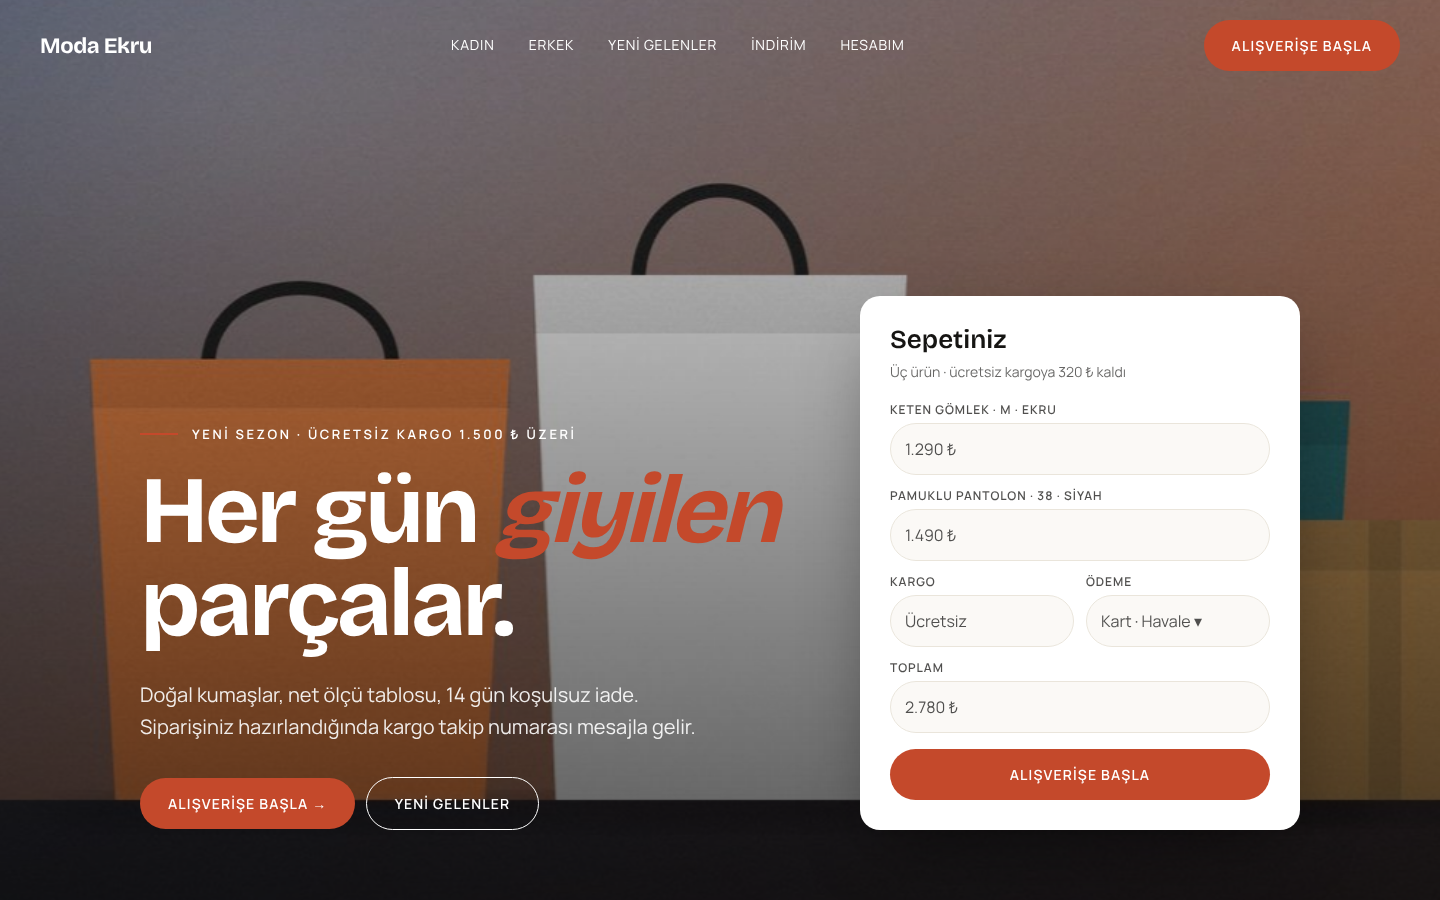 Moda Ekru
KADIN
ERKEK
YENİ GELENLER
İNDİRİM
HESABIM
ALIŞVERİŞE BAŞLA
YENİ SEZON · ÜCRETSİZ KARGO 1.500 ₺ ÜZERİ
Her gün giyilen
parçalar.
Doğal kumaşlar, net ölçü tablosu, 14 gün koşulsuz iade.
Siparişiniz hazırlandığında kargo takip numarası mesajla gelir.
ALIŞVERİŞE BAŞLA →
YENİ GELENLER
Sepetiniz
Üç ürün · ücretsiz kargoya 320 ₺ kaldı
KETEN GÖMLEK · M · EKRU
1.290 ₺
PAMUKLU PANTOLON · 38 · SİYAH
1.490 ₺
KARGO
Ücretsiz
ÖDEME
Kart · Havale ▾
TOPLAM
2.780 ₺
ALIŞVERİŞE BAŞLA